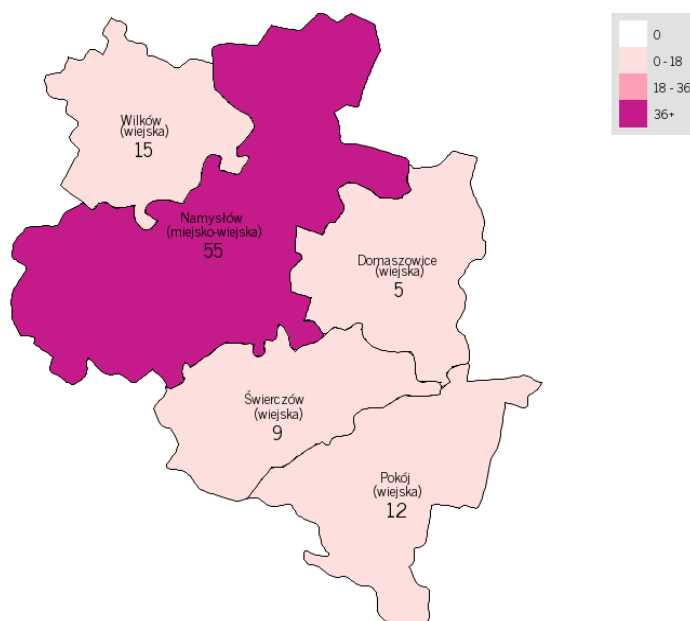 Wilków
(wiejska)
15
Namysłów
(miejsko-wiejska)
55
Domaszowice
(wiejska)
5
Świerczów
(wiejska)
9
Pokój
(wiejska)
12
0
0 - 18
18 - 36
36+